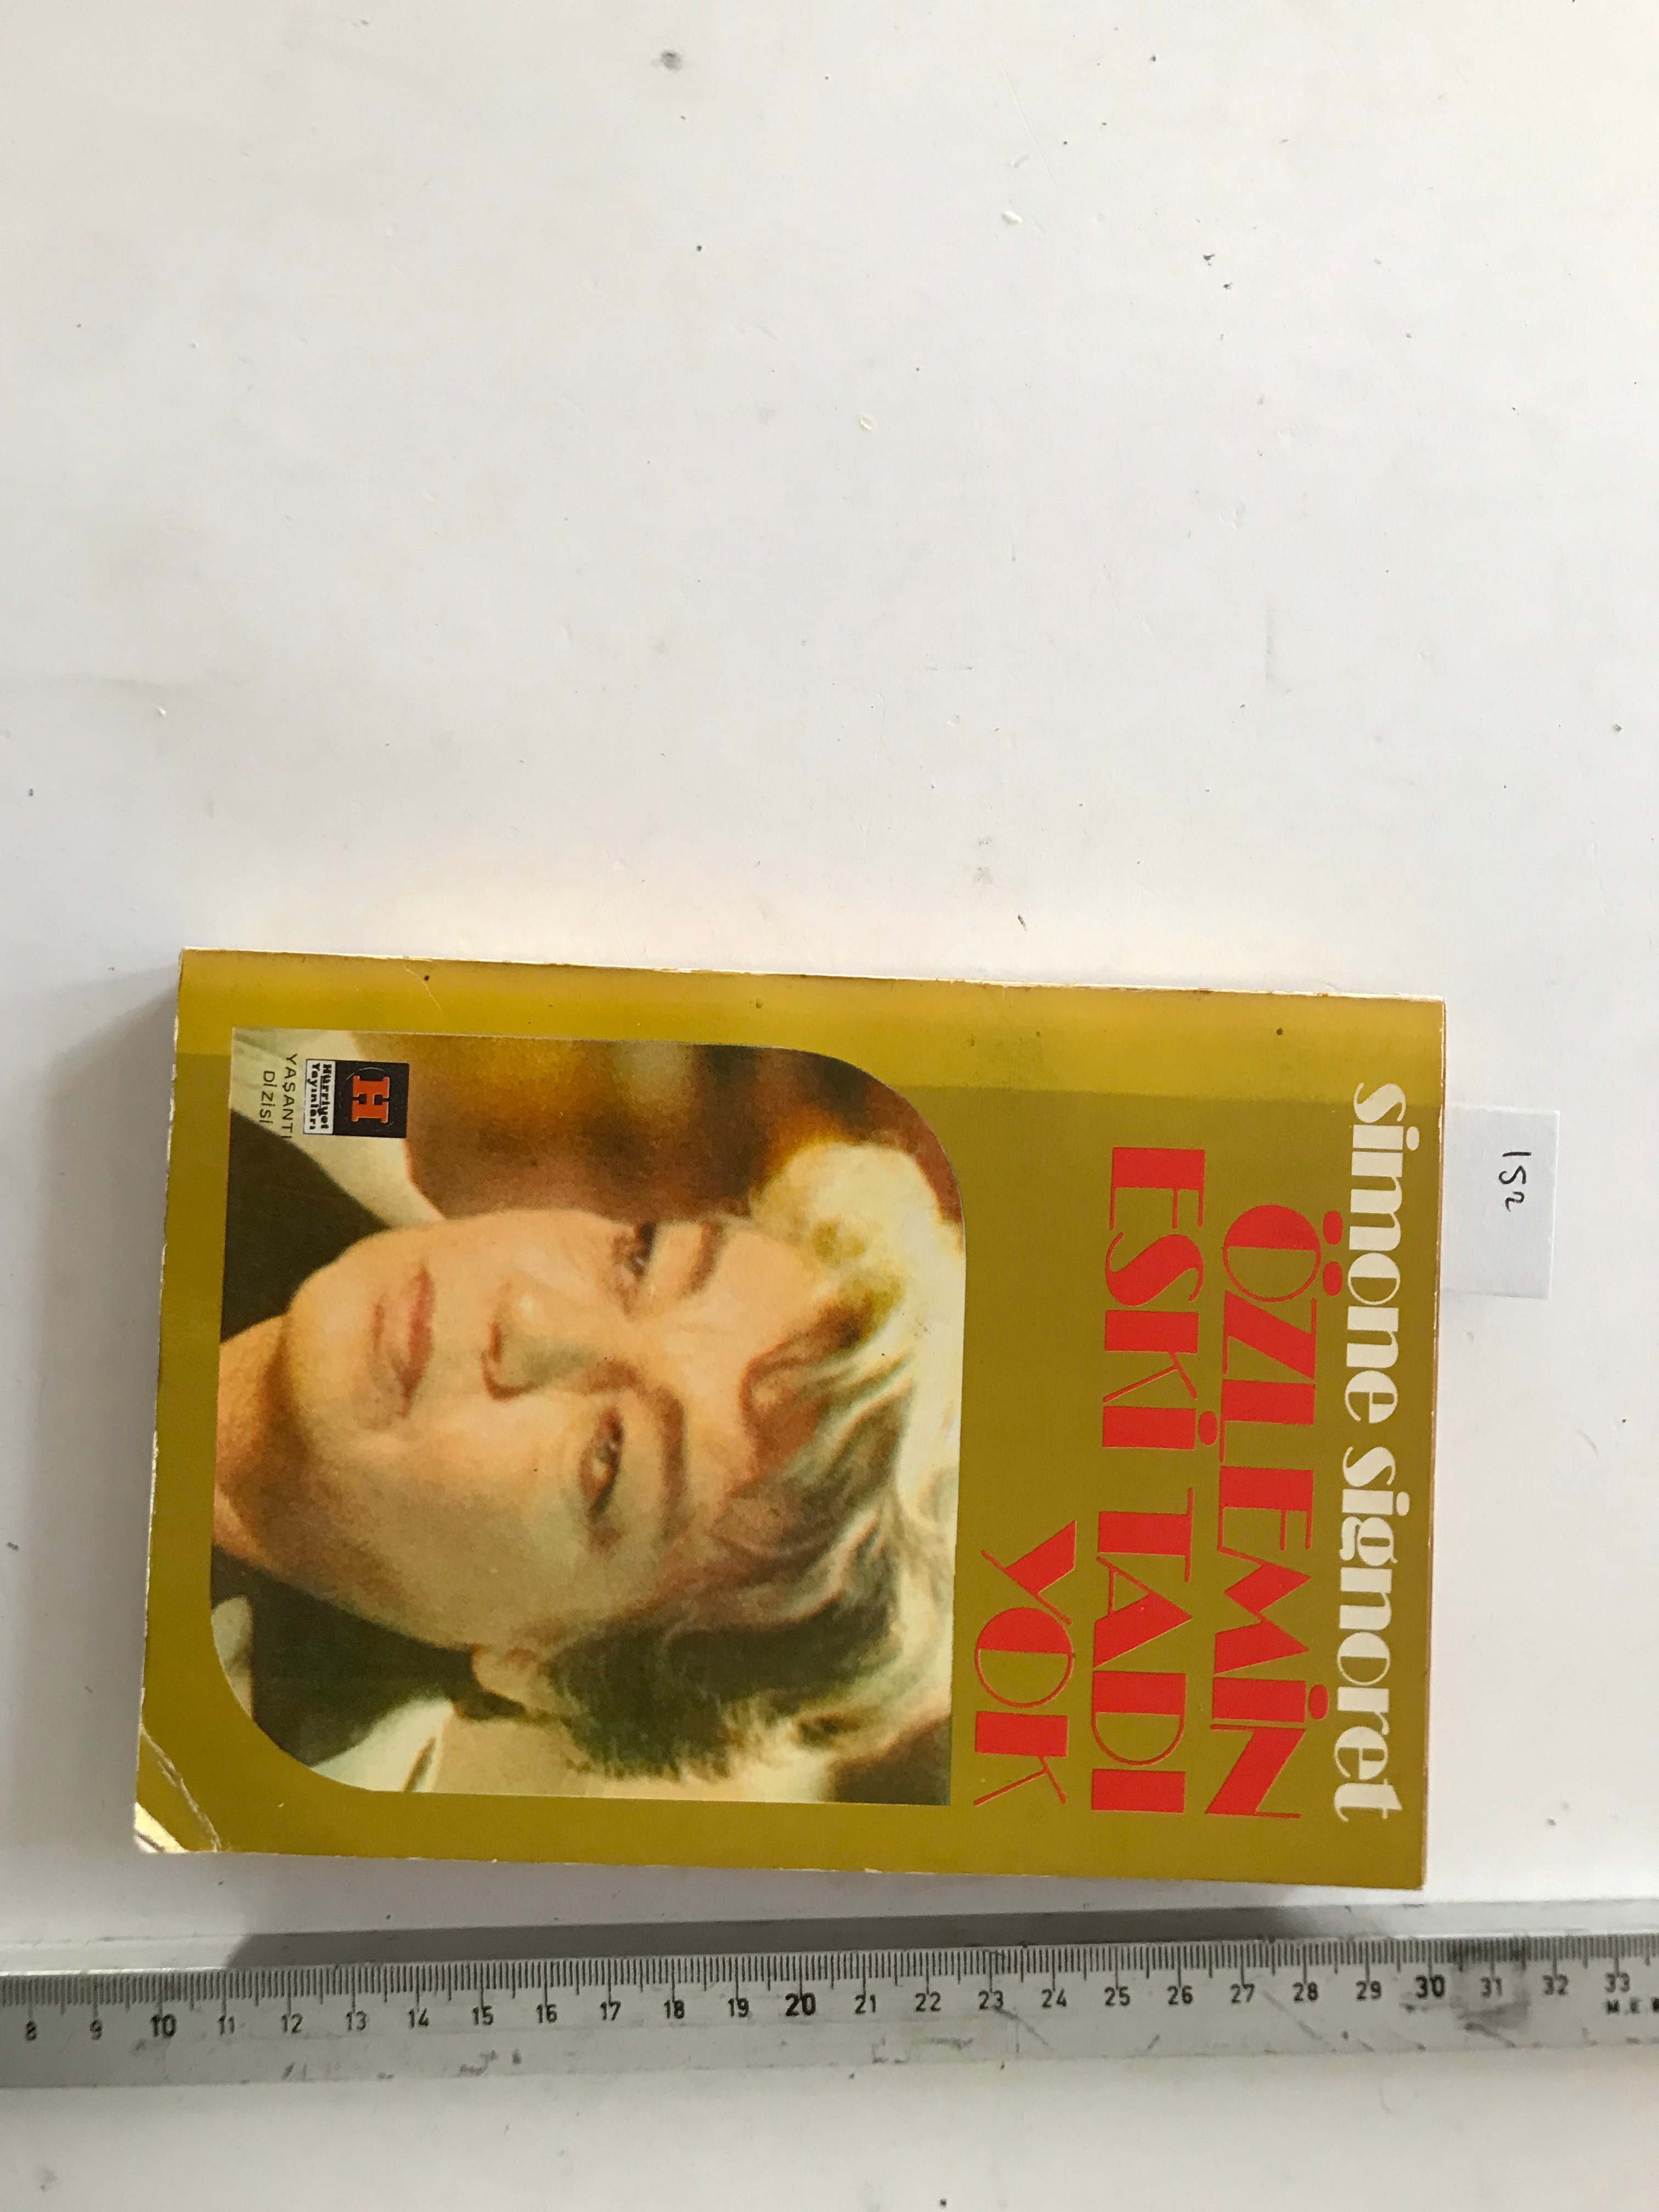 152
simone signoret
ÖZLEMİN
ESKİ TADI
YOK
H
Hürriyet
Yayınları
YAŞANTI
DİZİSİ
8 9 10 11 12 13 14 15 16 17 18 19 20 21 22 23 24 25 26 27 28 29 30 31 32 33